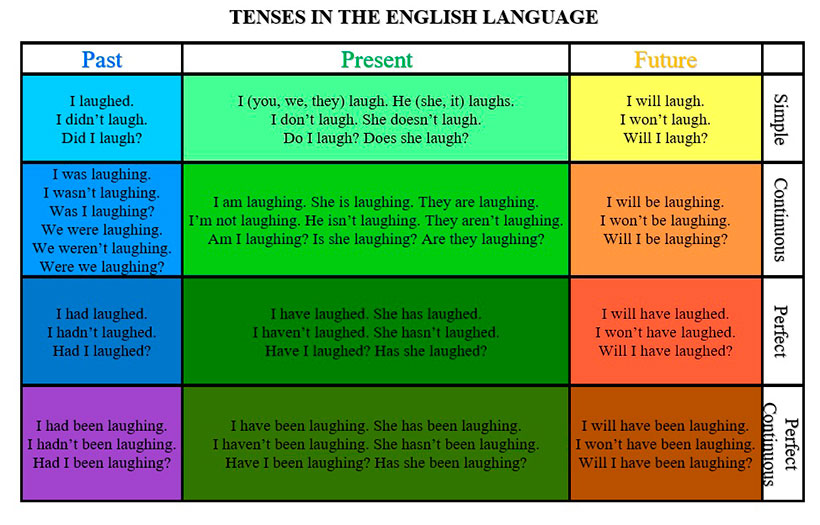 TENSES IN THE ENGLISH LANGUAGE
Past
Present
Future
I laughed.
I didn't laugh.
Did I laugh?
I (you, we, they) laugh. He (she, it) laughs.
I don't laugh. She doesn't laugh.
Do I laugh? Does she laugh?
I will laugh.
I won't laugh.
Will I laugh?
Simple
I was laughing.
I wasn't laughing.
Was I laughing?
We were laughing.
We weren't laughing.
Were we laughing?
I am laughing. She is laughing. They are laughing.
I'm not laughing. He isn't laughing. They aren't laughing.
Am I laughing? Is she laughing? Are they laughing?
I will be laughing.
I won't be laughing.
Will I be laughing?
Continuous
I had laughed.
I hadn't laughed.
Had I laughed?
I have laughed. She has laughed.
I haven't laughed. She hasn't laughed.
Have I laughed? Has she laughed?
I will have laughed.
I won't have laughed.
Will I have laughed?
Perfect
I had been laughing.
I hadn't been laughing.
Had I been laughing?
I have been laughing. She has been laughing.
I haven't been laughing. She hasn't been laughing.
Have I been laughing? Has she been laughing?
I will have been laughing.
I won't have been laughing.
Will I have been laughing?
Perfect
Continuous